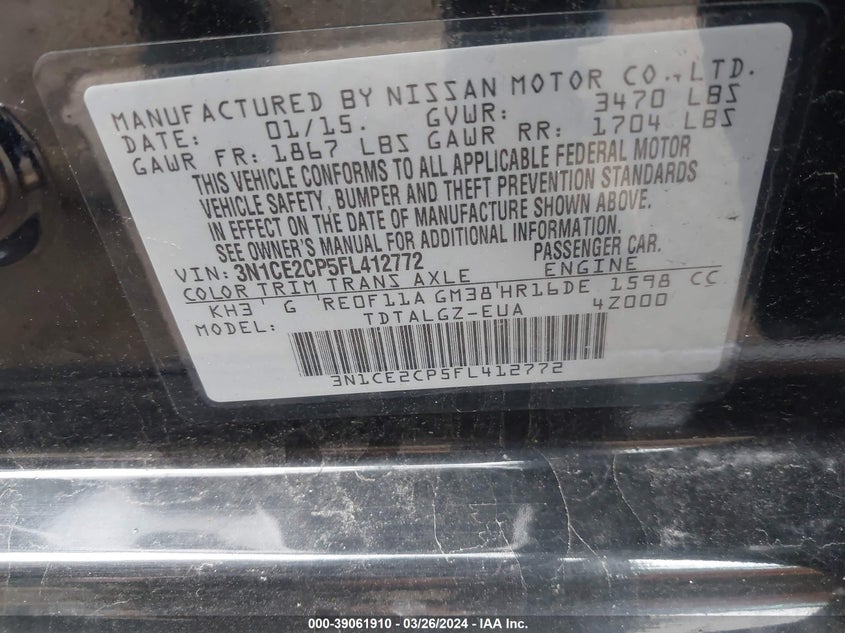 MANUFACTURED BY NISSAN MOTOR CO.,LTD.
DATE: 01/15. GVWR: 3470 LBS
GAWR FR: 1867 LBS GAWR RR: 1704 LBS
THIS VEHICLE CONFORMS TO ALL APPLICABLE FEDERAL MOTOR
VEHICLE SAFETY, BUMPER AND THEFT PREVENTION STANDARDS
IN EFFECT ON THE DATE OF MANUFACTURE SHOWN ABOVE.
SEE OWNER'S MANUAL FOR ADDITIONAL INFORMATION.
VIN: 3N1CE2CP5FL412772 PASSENGER CAR.
COLOR TRIM TRANS AXLE ENGINE
KH3 G RE0F11A GM38 HR16DE 1598 CC
MODEL: TDTALGZ-EUA 4Z000
3N1CE2CP5FL412772
000-39061910 — 03/26/2024 — IAA Inc.